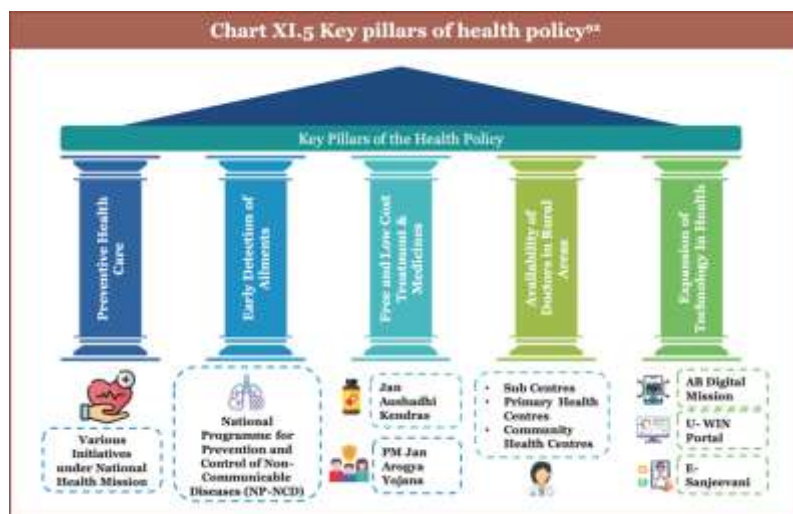 Chart XI.5 Key pillars of health policy⁹²
Key Pillars of the Health Policy
Preventive Health
Care
Early Detection of
Ailments
Free and Low Cost
Treatment &
Medicines
Availability of
Doctors in Rural
Areas
Expansion of
Technology In Health
Various
Initiatives under National
Health Mission
National
Programme for
Prevention and
Control of Non-
Communicable
Diseases (NP-NCD)
Jan
Aushadhi
Kendras
PM Jan
Arogya
Yojana
• Sub Centres
• Primary Health
Centres
• Community
Health Centres
AB Digital
Mission
U- WIN
Portal
E-
Sanjeevani